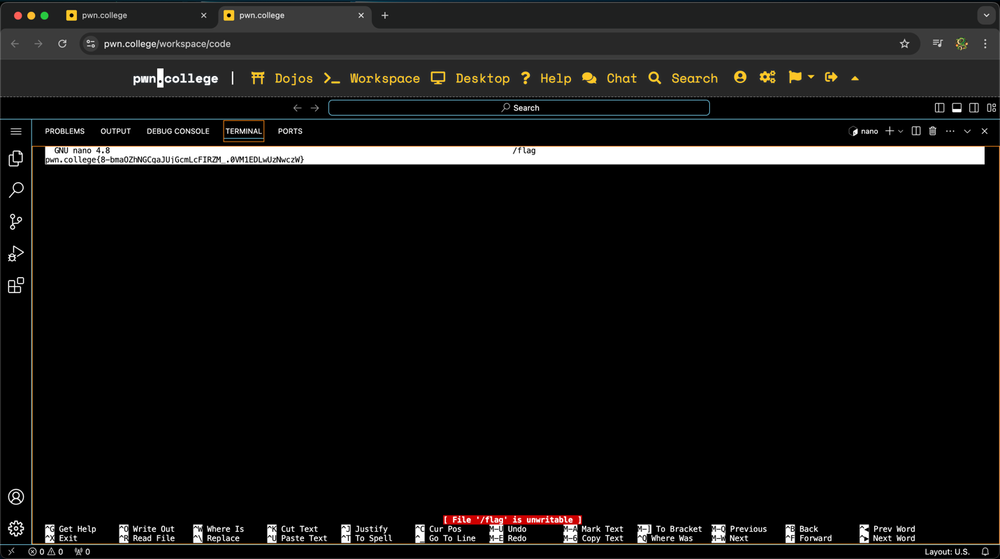 pwn.college
pwn.college
pwn.college/workspace/code
pwn.college | Dojos Workspace Desktop Help Chat Search
Search
PROBLEMS OUTPUT DEBUG CONSOLE TERMINAL PORTS nano
GNU nano 4.8 /flag
pwn.college{8-bmaOZhNGCqaJUjGcmLcFIRZM_.0VM1EDLwUzNwczW}
[ File '/flag' is unwritable ]
^G Get Help ^O Write Out ^W Where Is ^K Cut Text ^J Justify ^C Cur Pos M-U Undo M-A Mark Text M-] To Bracket M-Q Previous ^B Back ^◀ Prev Word
^X Exit ^R Read File ^\ Replace ^U Paste Text ^T To Spell ^_ Go To Line M-E Redo M-6 Copy Text ^Q Where Was M-W Next ^F Forward ^▶ Next Word
0 0 0 Layout: U.S.